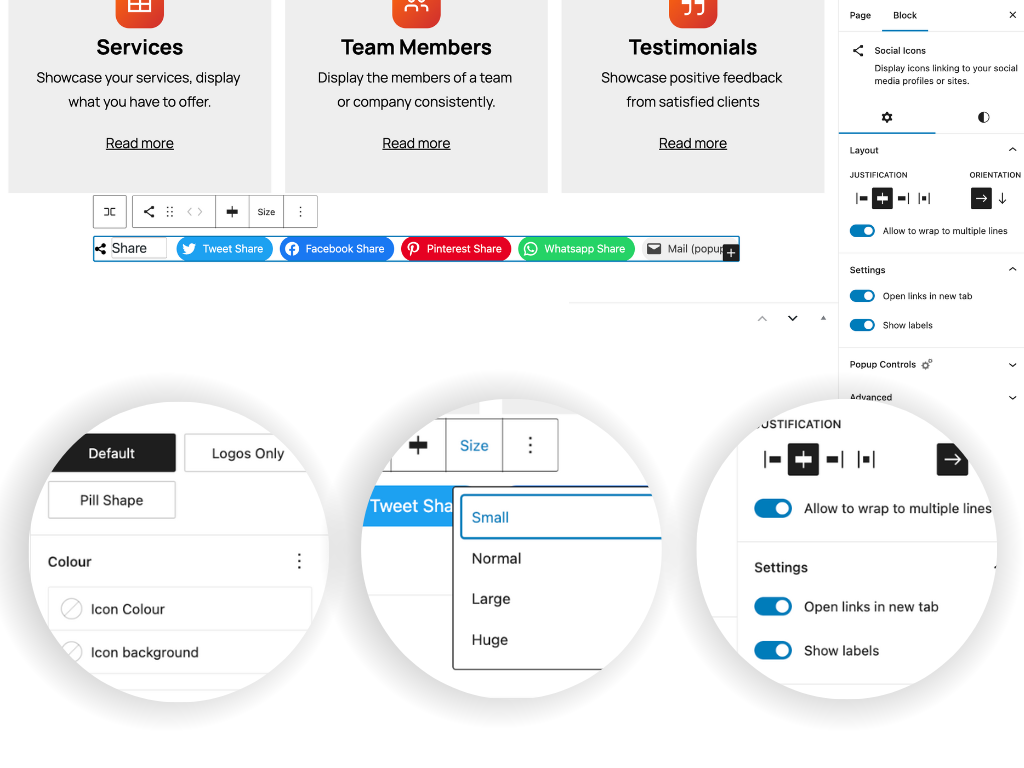 Services
Showcase your services, display
what you have to offer.
Read more
Team Members
Display the members of a team
or company consistently.
Read more
Testimonials
Showcase positive feedback
from satisfied clients
Read more
Size
Share
Tweet Share
Facebook Share
Pinterest Share
Whatsapp Share
Mail (popu
Page
Block
Social Icons
Display icons linking to your social
media profiles or sites.
Layout
JUSTIFICATION
ORIENTATION
Allow to wrap to multiple lines
Settings
Open links in new tab
Show labels
Popup Controls
Advanced
Default
Logos Only
Pill Shape
Colour
Icon Colour
Icon background
Size
Tweet Sha
Small
Normal
Large
Huge
JUSTIFICATION
Allow to wrap to multiple lines
Settings
Open links in new tab
Show labels